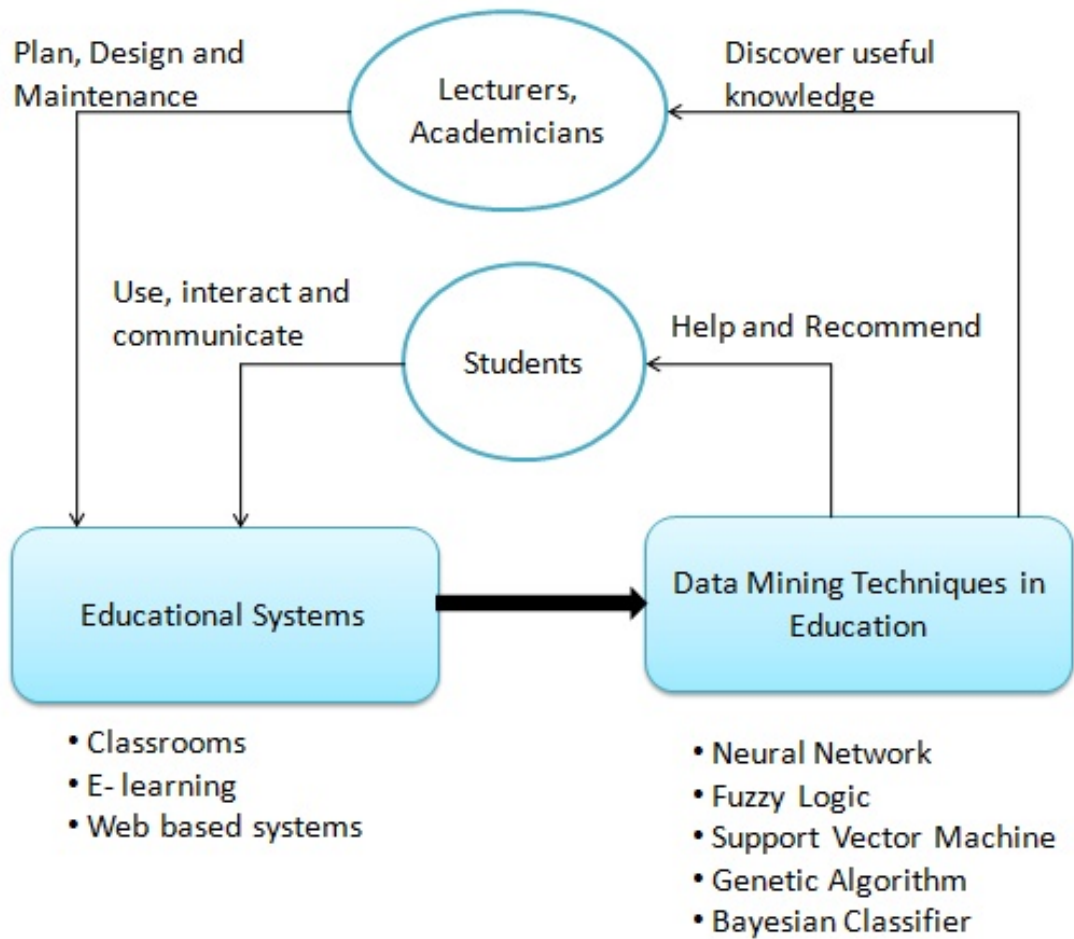 Plan, Design and
Maintenance
Lecturers,
Academicians
Discover useful
knowledge
Use, interact and
communicate
Students
Help and Recommend
Educational Systems
Data Mining Techniques in
Education
• Classrooms
• E- learning
• Web based systems
• Neural Network
• Fuzzy Logic
• Support Vector Machine
• Genetic Algorithm
• Bayesian Classifier